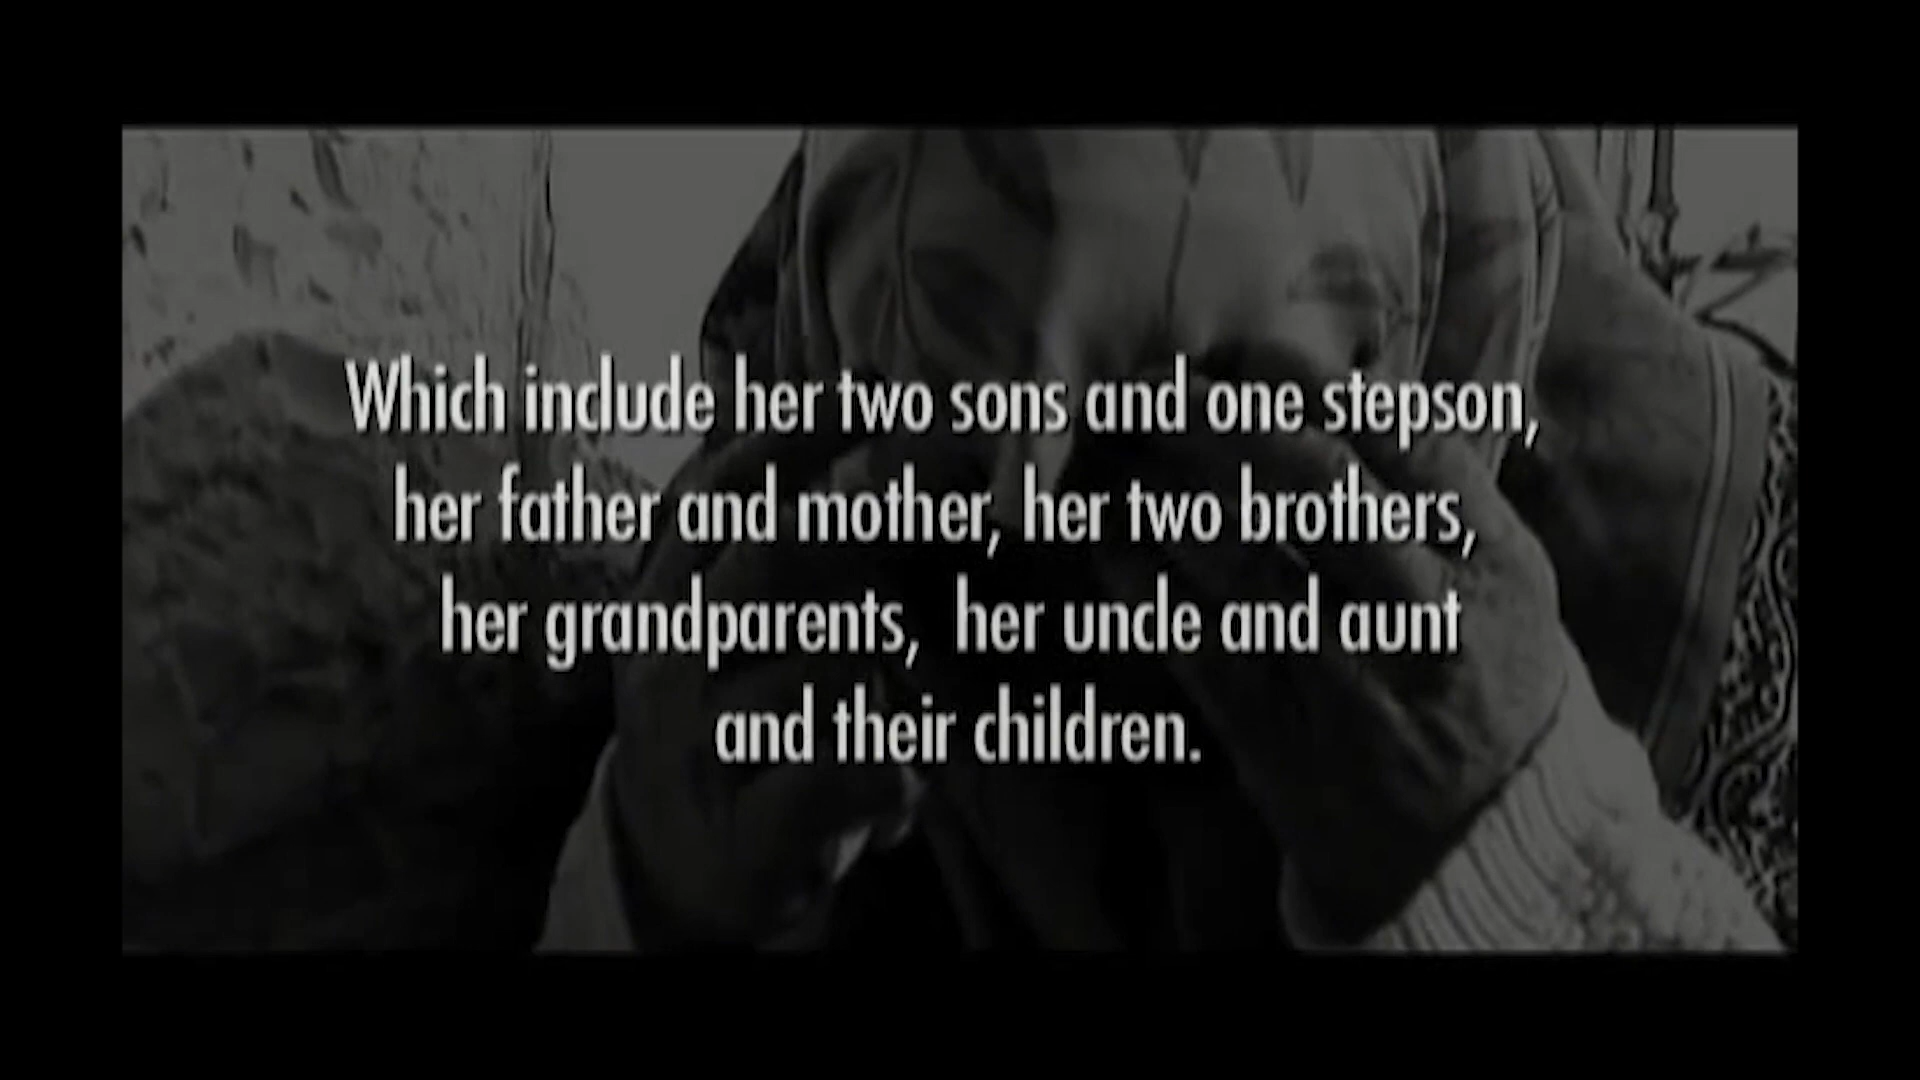 Which include her two sons and one stepson,
her father and mother, her two brothers,
her grandparents, her uncle and aunt
and their children.